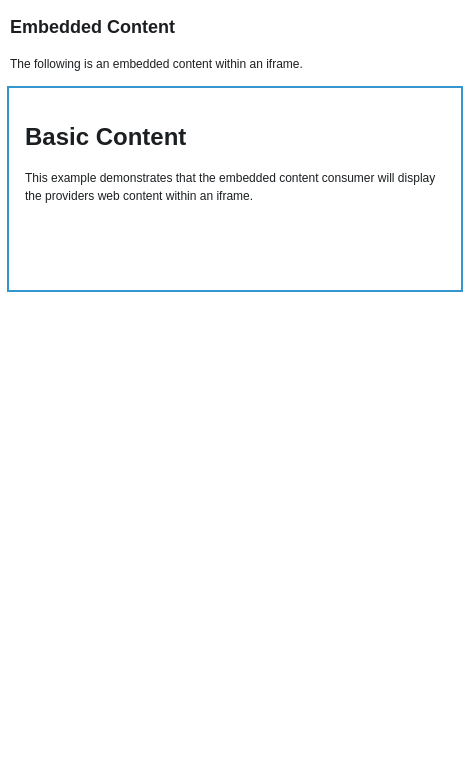 Embedded Content
The following is an embedded content within an iframe.
Basic Content
This example demonstrates that the embedded content consumer will display
the providers web content within an iframe.